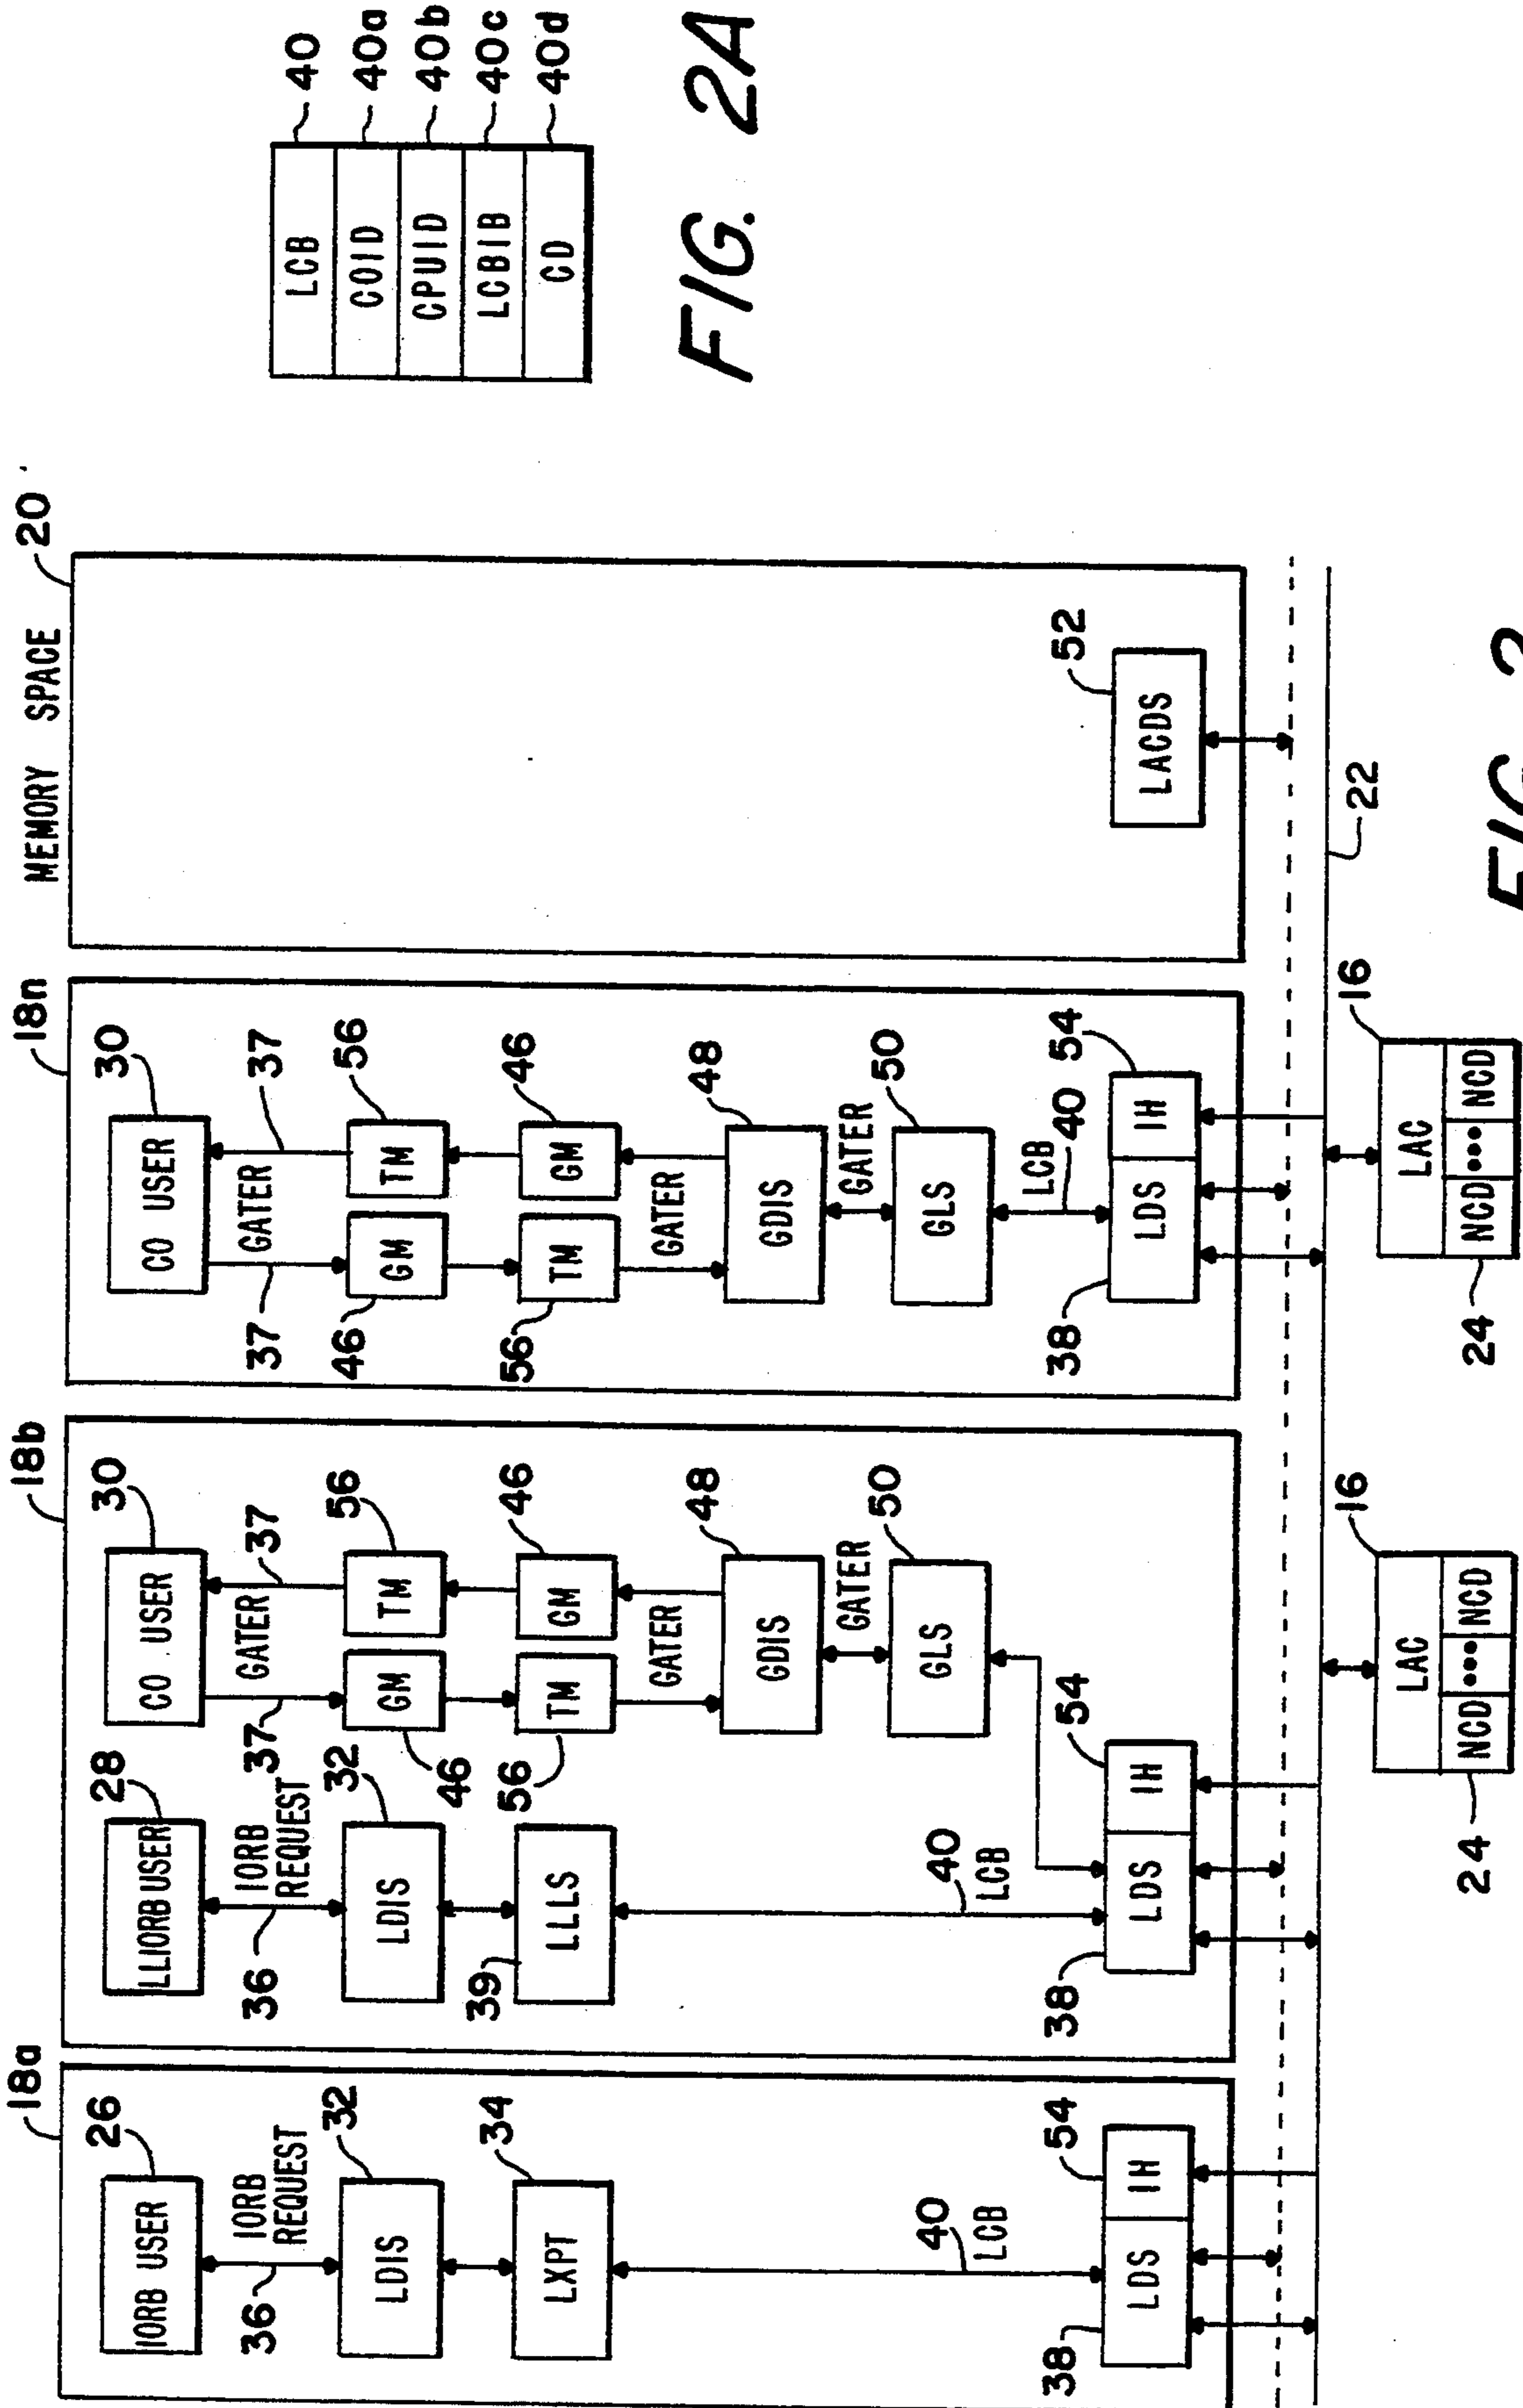 18a
26
IORB USER
IORB
REQUEST
36
32
LDIS
34
LXPT
40
LCB
38
LDS
IH
54
18b
28
LLIORB USER
IORB
REQUEST
36
32
LDIS
39
LLLS
40
LCB
30
CO USER
37
GATER
37
GM
46
TM
56
TM
56
GM
46
GATER
GDIS
48
GATER
GLS
50
38
LDS
IH
54
18n
30
CO USER
37
GATER
37
GM
46
TM
56
TM
56
GM
46
GATER
GDIS
48
GATER
GLS
50
LCB
40
38
LDS
IH
54
MEMORY SPACE
20
LACDS
52
22
16
LAC
NCD ••• NCD
24
16
LAC
NCD ••• NCD
24
LCB 40
COID 40a
CPUID 40b
LCBIB 40c
CD 40d
FIG. 2A
FIG. 2